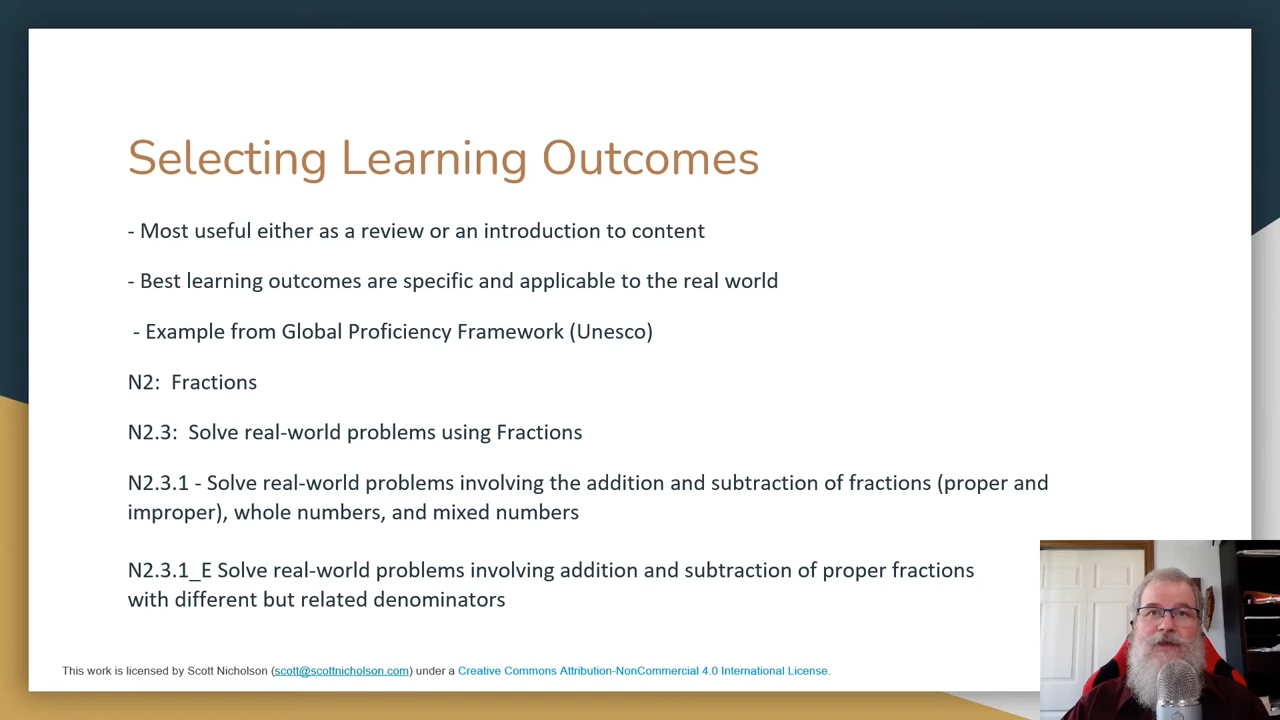 Selecting Learning Outcomes
- Most useful either as a review or an introduction to content
- Best learning outcomes are specific and applicable to the real world
- Example from Global Proficiency Framework (Unesco)
N2:  Fractions
N2.3:  Solve real-world problems using Fractions
N2.3.1 - Solve real-world problems involving the addition and subtraction of fractions (proper and
improper), whole numbers, and mixed numbers
N2.3.1_E Solve real-world problems involving addition and subtraction of proper fractions
with different but related denominators
This work is licensed by Scott Nicholson (scott@scottnicholson.com) under a Creative Commons Attribution-NonCommercial 4.0 International License.